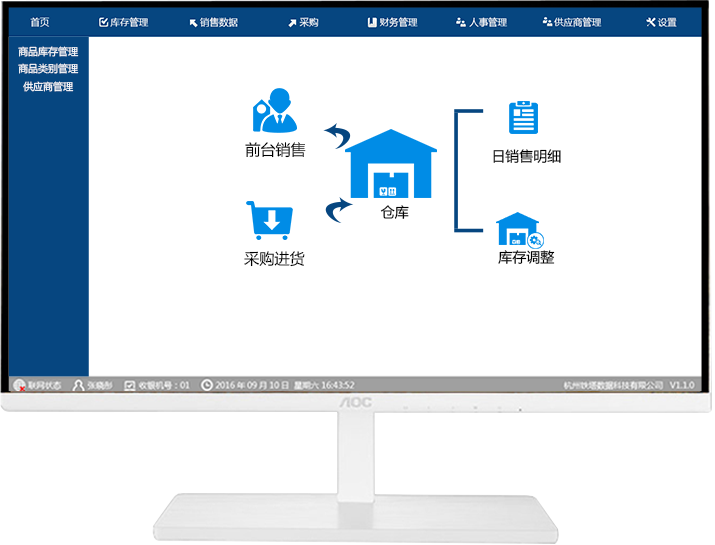 首页 库存管理 销售数据 采购 财务管理 人事管理 供应商管理 设置
商品库存管理
商品类别管理
供应商管理
前台销售
采购进货
仓库
日销售明细
库存调整
联网状态 张晓彤 收银机号：01 2016 年 09 月 10 日 星期六 16:43:52 杭州铁塔数据科技有限公司 V1.1.0
AOC